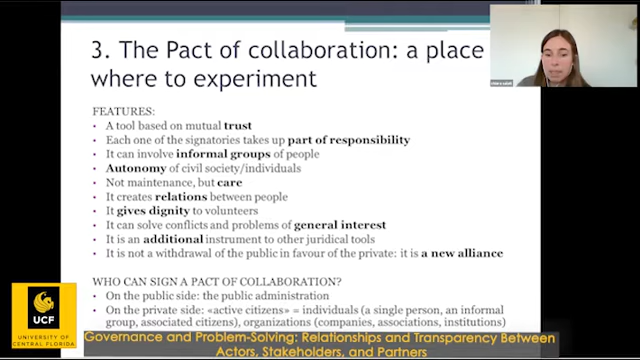 3. The Pact of collaboration: a place
where to experiment
FEATURES:
• A tool based on mutual trust
• Each one of the signatories takes up part of responsibility
• It can involve informal groups of people
• Autonomy of civil society/individuals
• Not maintenance, but care
• It creates relations between people
• It gives dignity to volunteers
• It can solve conflicts and problems of general interest
• It is an additional instrument to other juridical tools
• It is not a withdrawal of the public in favour of the private: it is a new alliance
WHO CAN SIGN A PACT OF COLLABORATION?
• On the public side: the public administration
• On the private side: «active citizens» = individuals (a single person, an informal
group, associated citizens), organizations (companies, associations, institutions)
UCF
UNIVERSITY OF
CENTRAL FLORIDA
Governance and Problem-Solving: Relationships and Transparency Between
Actors, Stakeholders, and Partners